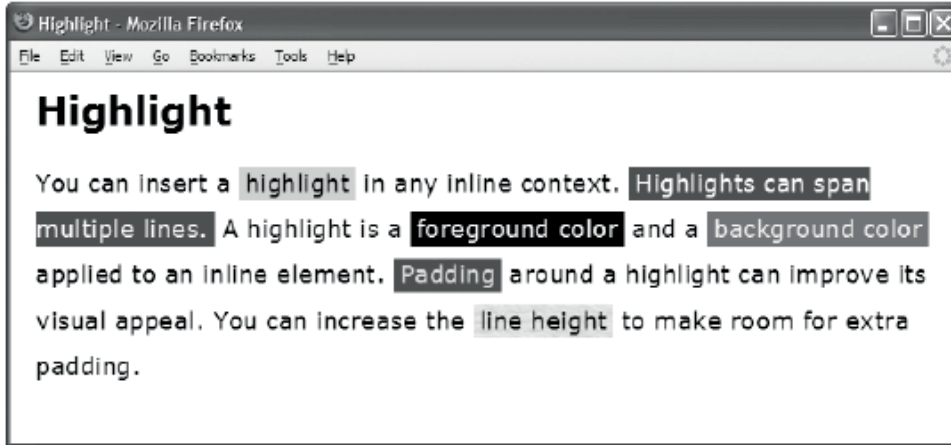 Highlight - Mozilla Firefox
File Edit View Go Bookmarks Tools Help
Highlight
You can insert a highlight in any inline context. Highlights can span
multiple lines. A highlight is a foreground color and a background color
applied to an inline element. Padding around a highlight can improve its
visual appeal. You can increase the line height to make room for extra
padding.